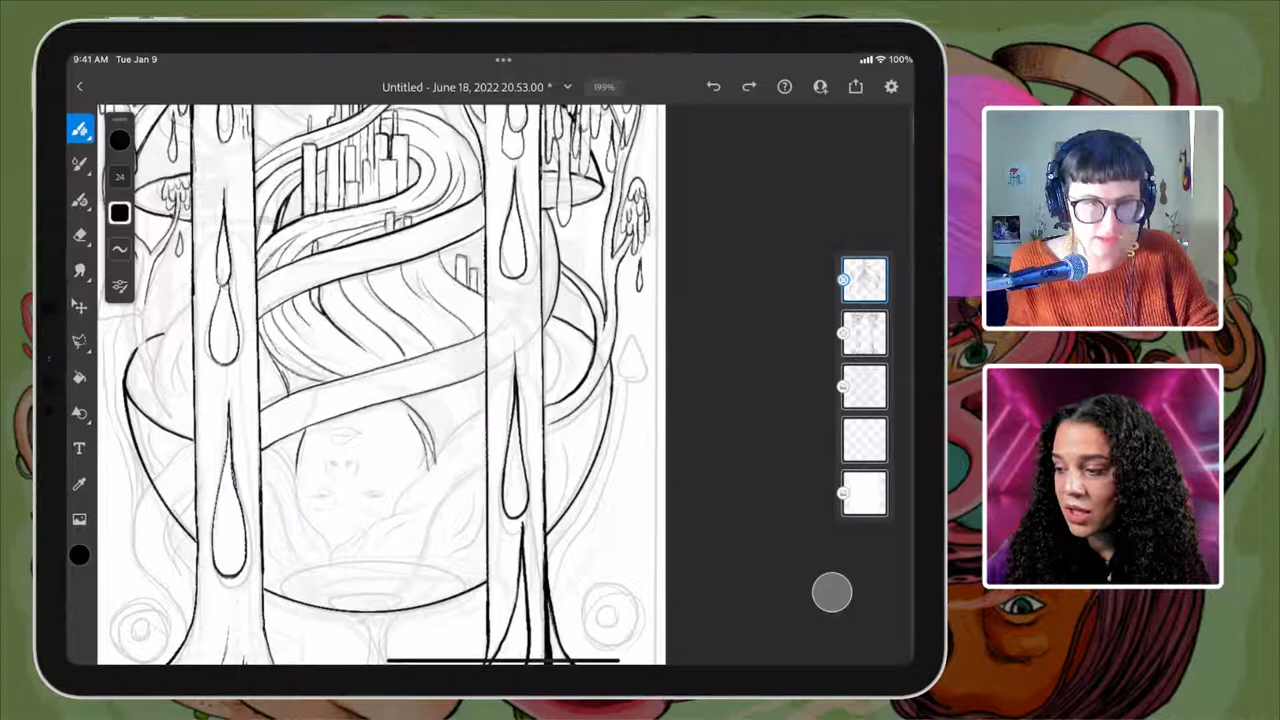 9:41 AM Tue Jan 9
100%
Untitled - June 18, 2022 20.53.00 *
199%
24
T